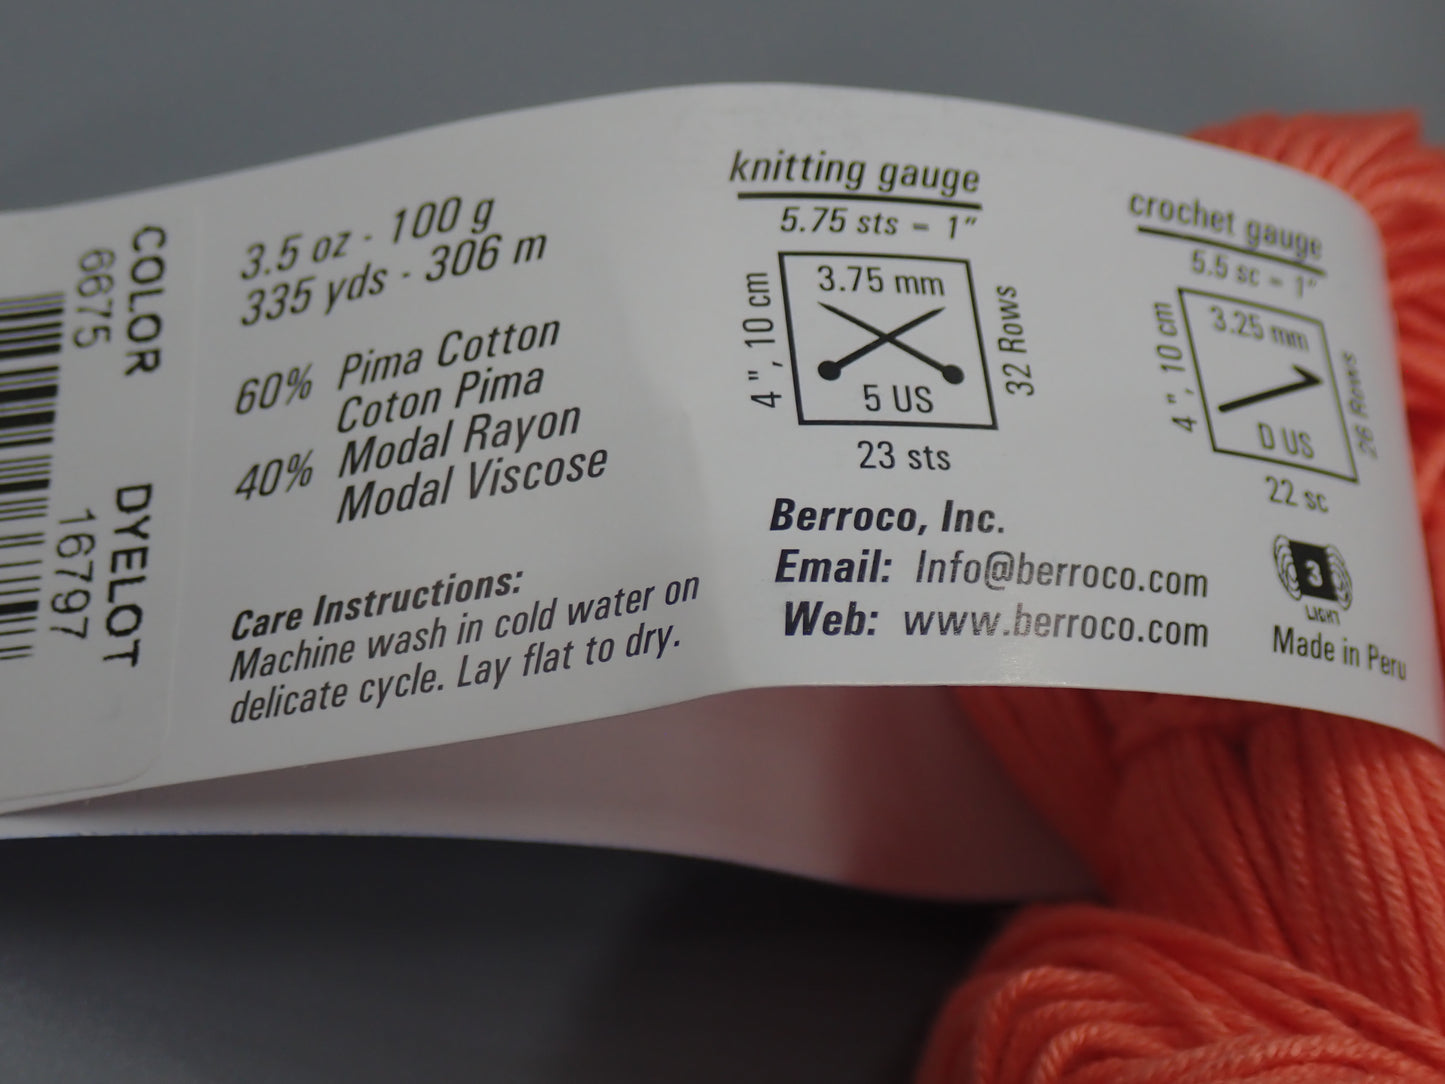 COLOR
6675
DYELOT
16797
3.5 oz - 100 g
335 yds - 306 m
60% Pima Cotton
Coton Pima
40% Modal Rayon
Modal Viscose
Care Instructions:
Machine wash in cold water on
delicate cycle. Lay flat to dry.
knitting gauge
5.75 sts = 1"
4", 10 cm
3.75 mm
5 US
32 Rows
23 sts
crochet gauge
5.5 sc = 1"
4", 10 cm
3.25 mm
D US
26 Rows
22 sc
Berroco, Inc.
Email: Info@berroco.com
Web: www.berroco.com
3
LIGHT
Made in Peru